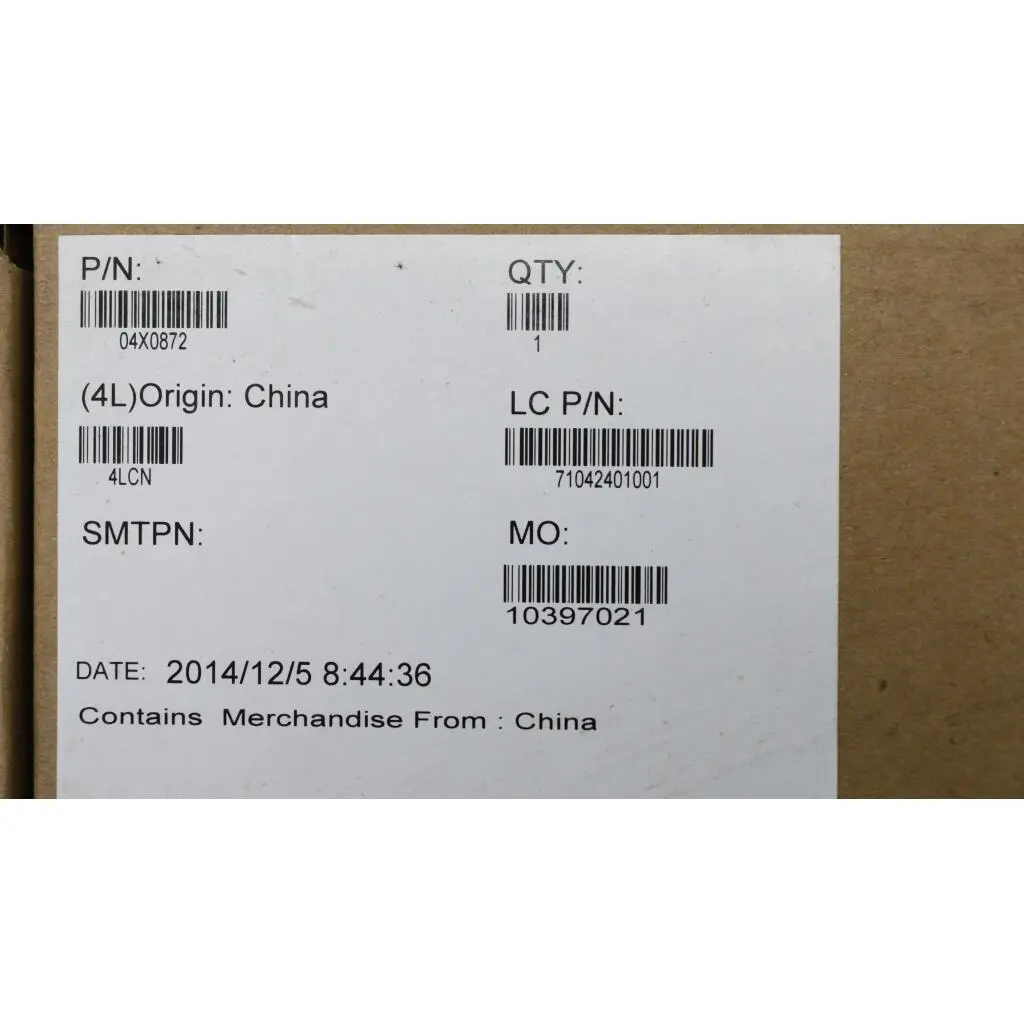 P/N:
QTY:
04X0872
1
(4L)Origin: China
LC P/N:
4LCN
71042401001
SMTPN:
MO:
10397021
DATE: 2014/12/5 8:44:36
Contains Merchandise From : China